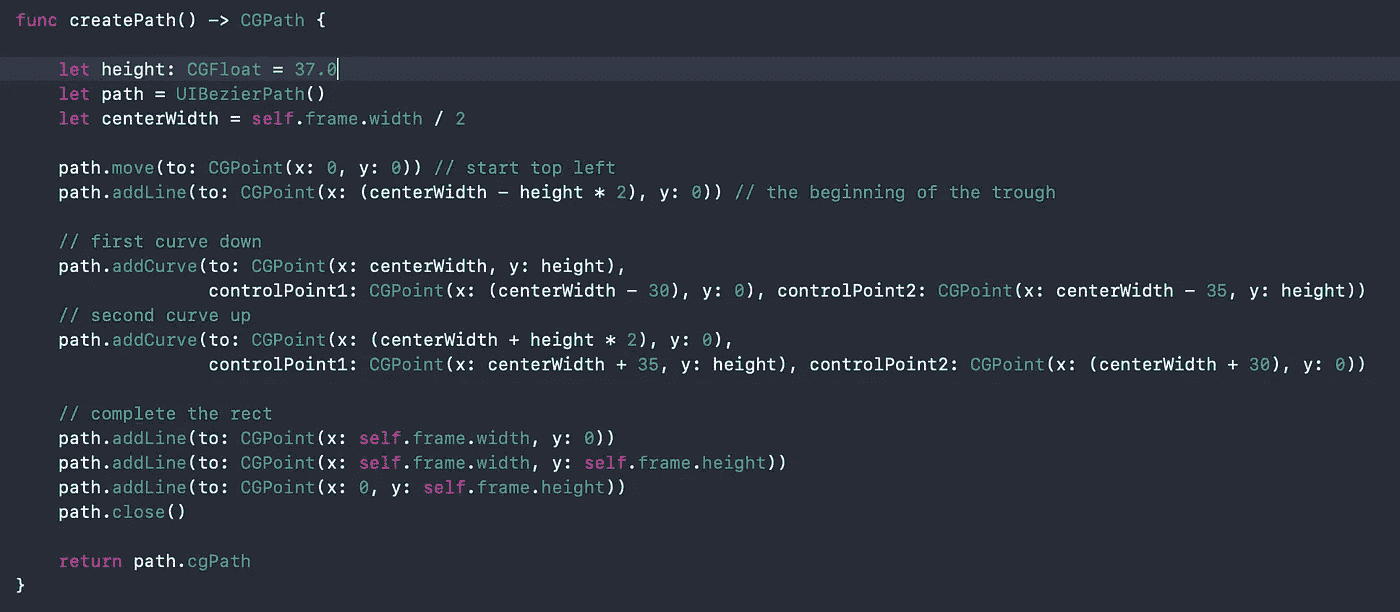 func createPath() -> CGPath {
let height: CGFloat = 37.0
let path = UIBezierPath()
let centerWidth = self.frame.width / 2
path.move(to: CGPoint(x: 0, y: 0)) // start top left
path.addLine(to: CGPoint(x: (centerWidth - height * 2), y: 0)) // the beginning of the trough
// first curve down
path.addCurve(to: CGPoint(x: centerWidth, y: height),
controlPoint1: CGPoint(x: (centerWidth - 30), y: 0), controlPoint2: CGPoint(x: centerWidth - 35, y: height))
// second curve up
path.addCurve(to: CGPoint(x: (centerWidth + height * 2), y: 0),
controlPoint1: CGPoint(x: centerWidth + 35, y: height), controlPoint2: CGPoint(x: (centerWidth + 30), y: 0))
// complete the rect
path.addLine(to: CGPoint(x: self.frame.width, y: 0))
path.addLine(to: CGPoint(x: self.frame.width, y: self.frame.height))
path.addLine(to: CGPoint(x: 0, y: self.frame.height))
path.close()
return path.cgPath
}